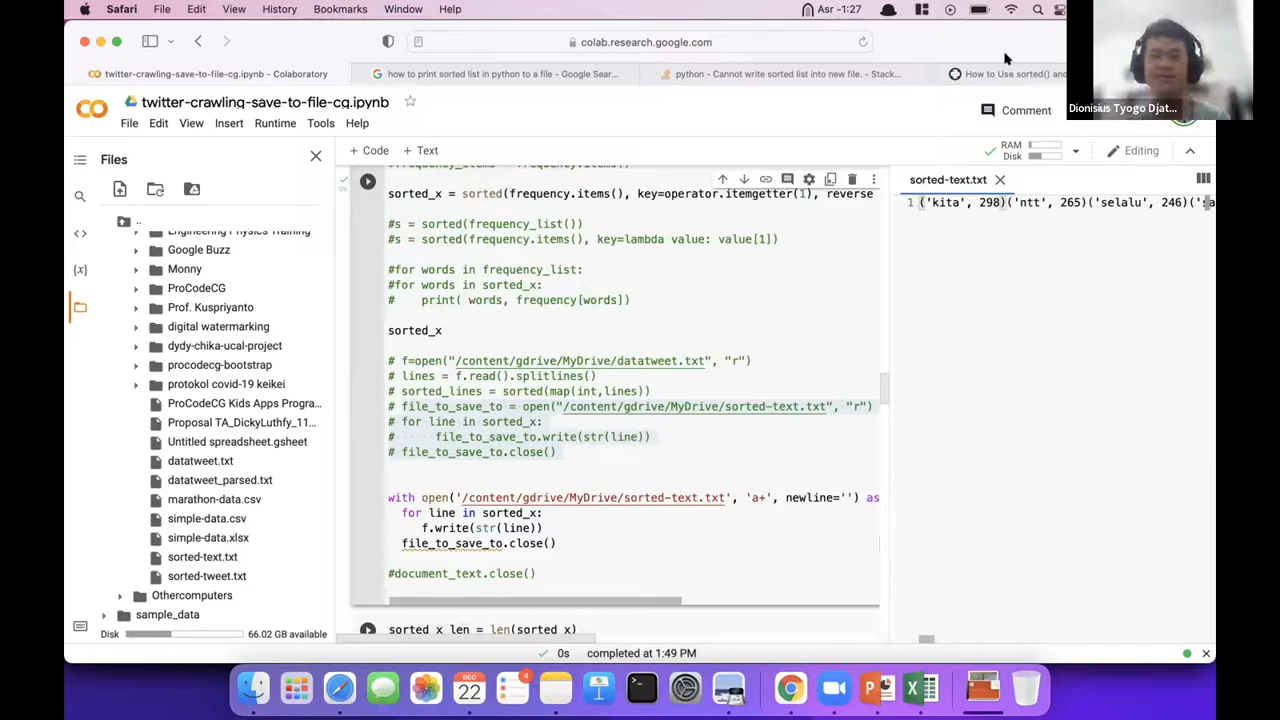 Safari File Edit View History Bookmarks Window Help
Asr -1:27
colab.research.google.com
twitter-crawling-save-to-file-cg.ipynb - Colaboratory
how to print sorted list in python to a file - Google Sear...
python - Cannot write sorted list into new file. - Stack...
How to Use sorted() and
Dionisius Tyogo Djat...
twitter-crawling-save-to-file-cg.ipynb
File Edit View Insert Runtime Tools Help
Comment
Files
+ Code + Text
RAM
Disk
Editing
..
Engineering Physics Training
Google Buzz
Monny
ProCodeCG
Prof. Kuspriyanto
digital watermarking
dydy-chika-ucal-project
procodecg-bootstrap
protokol covid-19 keikei
ProCodeCG Kids Apps Progra...
Proposal TA_DickyLuthfy_11...
Untitled spreadsheet.gsheet
datatweet.txt
datatweet_parsed.txt
marathon-data.csv
simple-data.csv
simple-data.xlsx
sorted-text.txt
sorted-tweet.txt
Othercomputers
sample_data
Disk 66.02 GB available
#frequency_items = frequency.items()
sorted_x = sorted(frequency.items(), key=operator.itemgetter(1), reverse
#s = sorted(frequency_list())
#s = sorted(frequency.items(), key=lambda value: value[1])
#for words in frequency_list:
#for words in sorted_x:
# print( words, frequency[words])
sorted_x
# f=open("/content/gdrive/MyDrive/datatweet.txt", "r")
# lines = f.read().splitlines()
# sorted_lines = sorted(map(int,lines))
# file_to_save_to = open("/content/gdrive/MyDrive/sorted-text.txt", "r")
# for line in sorted_x:
# file_to_save_to.write(str(line))
# file_to_save_to.close()
with open('/content/gdrive/MyDrive/sorted-text.txt', 'a+', newline='') as
for line in sorted_x:
f.write(str(line))
file_to_save_to.close()
#document_text.close()
sorted_x_len = len(sorted_x)
sorted-text.txt
1 ('kita', 298)('ntt', 265)('selalu', 246)('sa
0s completed at 1:49 PM
DEC
22
4